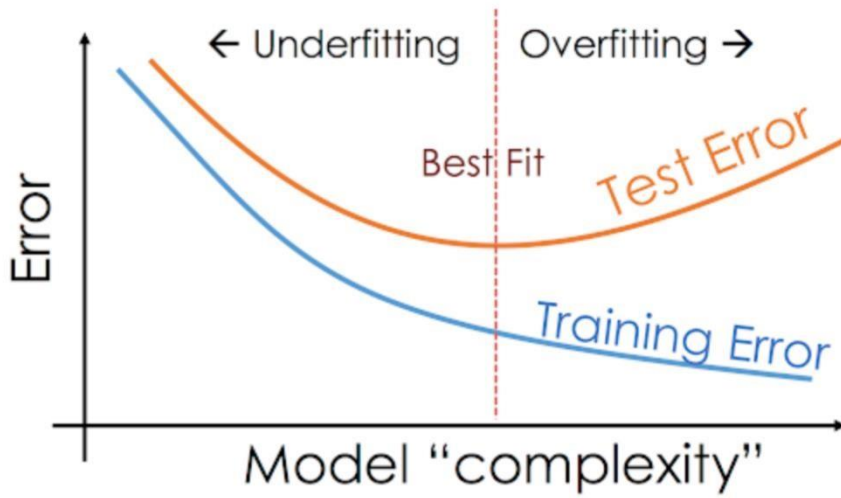 ← Underfitting
Overfitting →
Best Fit
Test Error
Error
Training Error
Model “complexity”